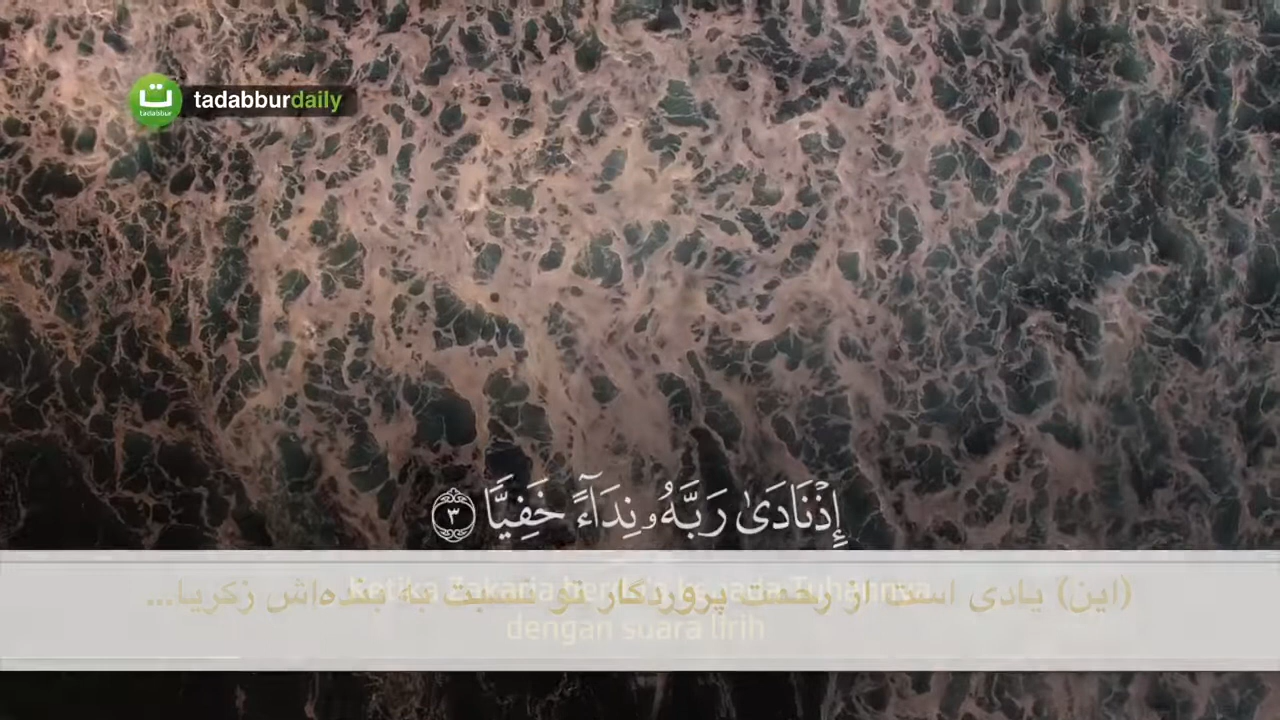 ت tadabburdaily
tadabbur
إِذْ نَادَىٰ رَبَّهُۥ نِدَآءً خَفِيًّا ٣
(این) یادی است از رحمت پروردگار تو نسبت به بنده‌اش زکریا...
Ketika Zakaria kepada Tuhannya
dengan suara lirih